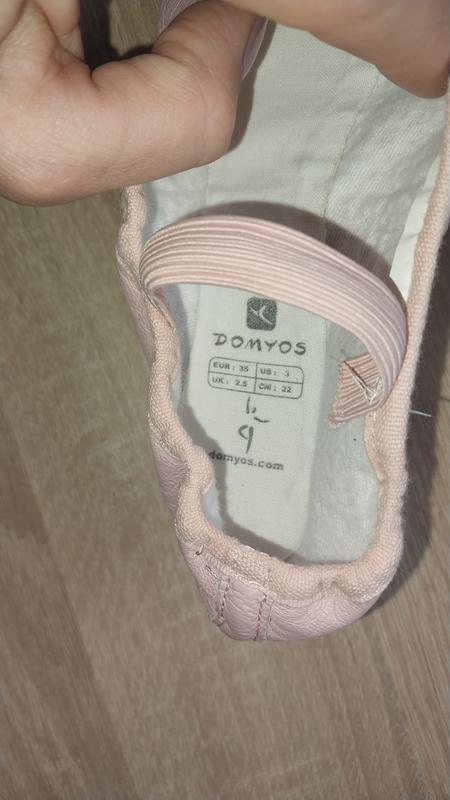 DOMYOS
EUR: 35 US: 3
UK: 2.5 CM: 22
domyos.com